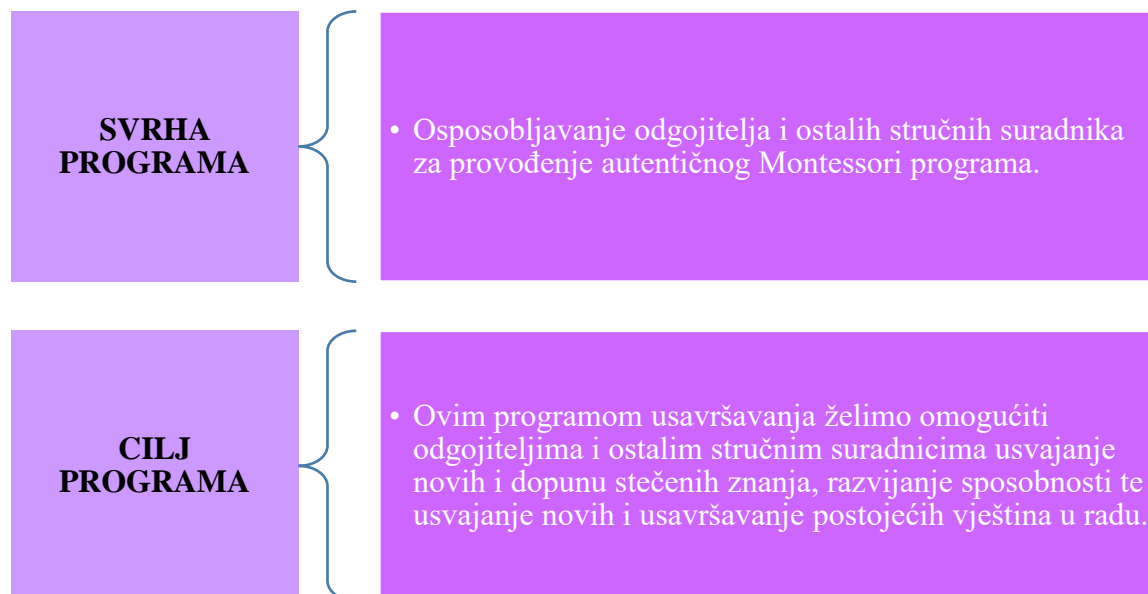 SVRHA
PROGRAMA
• Osposobljavanje odgojitelja i ostalih stručnih suradnika
za provođenje autentičnog Montessori programa.
CILJ
PROGRAMA
• Ovim programom usavršavanja želimo omogućiti
odgojiteljima i ostalim stručnim suradnicima usvajanje
novih i dopunu stečenih znanja, razvijanje sposobnosti te
usvajanje novih i usavršavanje postojećih vještina u radu.